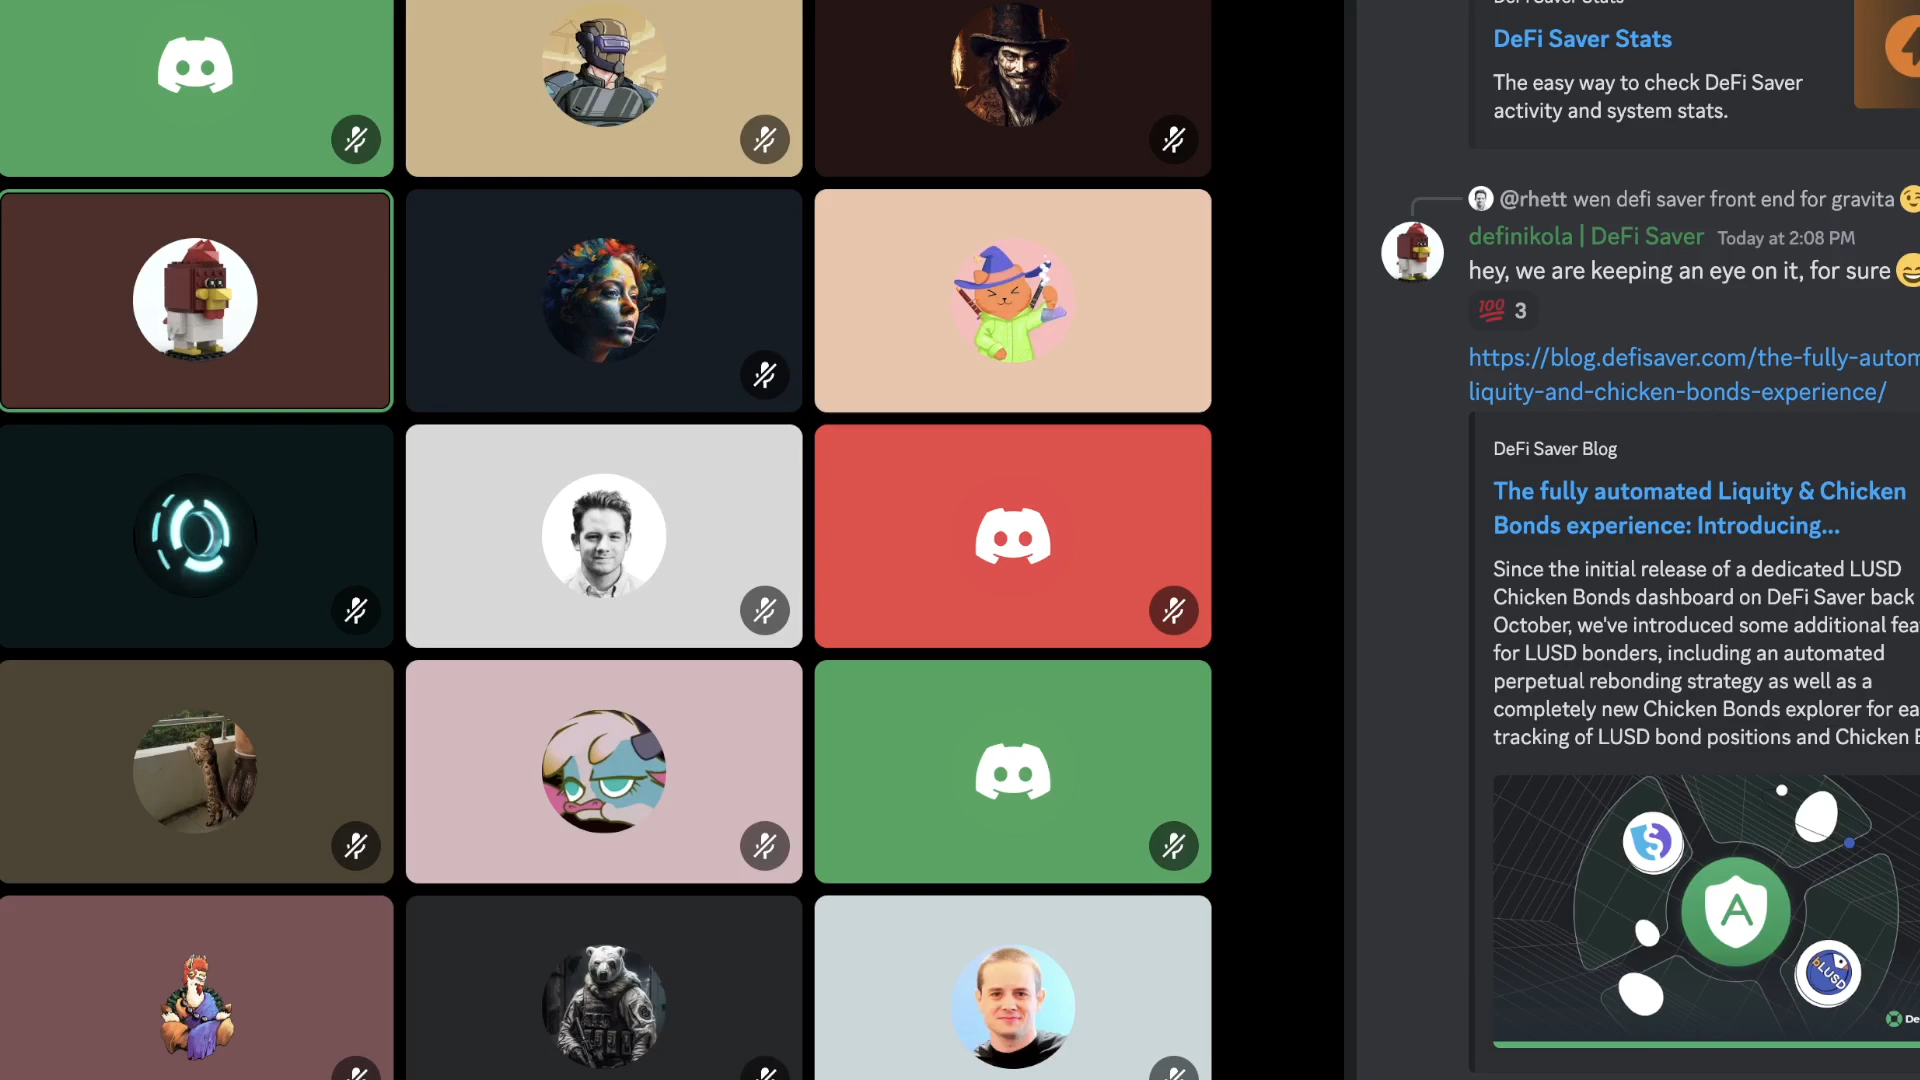 DeFi Saver Stats
The easy way to check DeFi Saver
activity and system stats.
@rhett wen defi saver front end for gravita 😉
definikola | DeFi Saver Today at 2:08 PM
hey, we are keeping an eye on it, for sure 😄
💯 3
https://blog.defisaver.com/the-fully-autom
liquity-and-chicken-bonds-experience/
DeFi Saver Blog
The fully automated Liquity & Chicken
Bonds experience: Introducing...
Since the initial release of a dedicated LUSD
Chicken Bonds dashboard on DeFi Saver back
October, we've introduced some additional fea
for LUSD bonders, including an automated
perpetual rebonding strategy as well as a
completely new Chicken Bonds explorer for ea
tracking of LUSD bond positions and Chicken
bLUSD
De